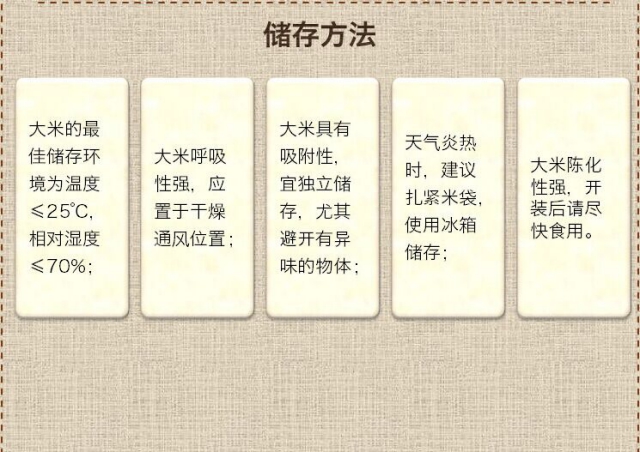 储存方法
大米的最
佳储存环
境为温度
≤25℃,
相对湿度
≤70%;
大米呼吸
性强，应
置于干燥
通风位置;
大米具有
吸附性,
宜独立储
存，尤其
避开有异
味的物体;
天气炎热
时，建议
扎紧米袋,
使用冰箱
储存;
大米陈化
性强，开
装后请尽
快食用。